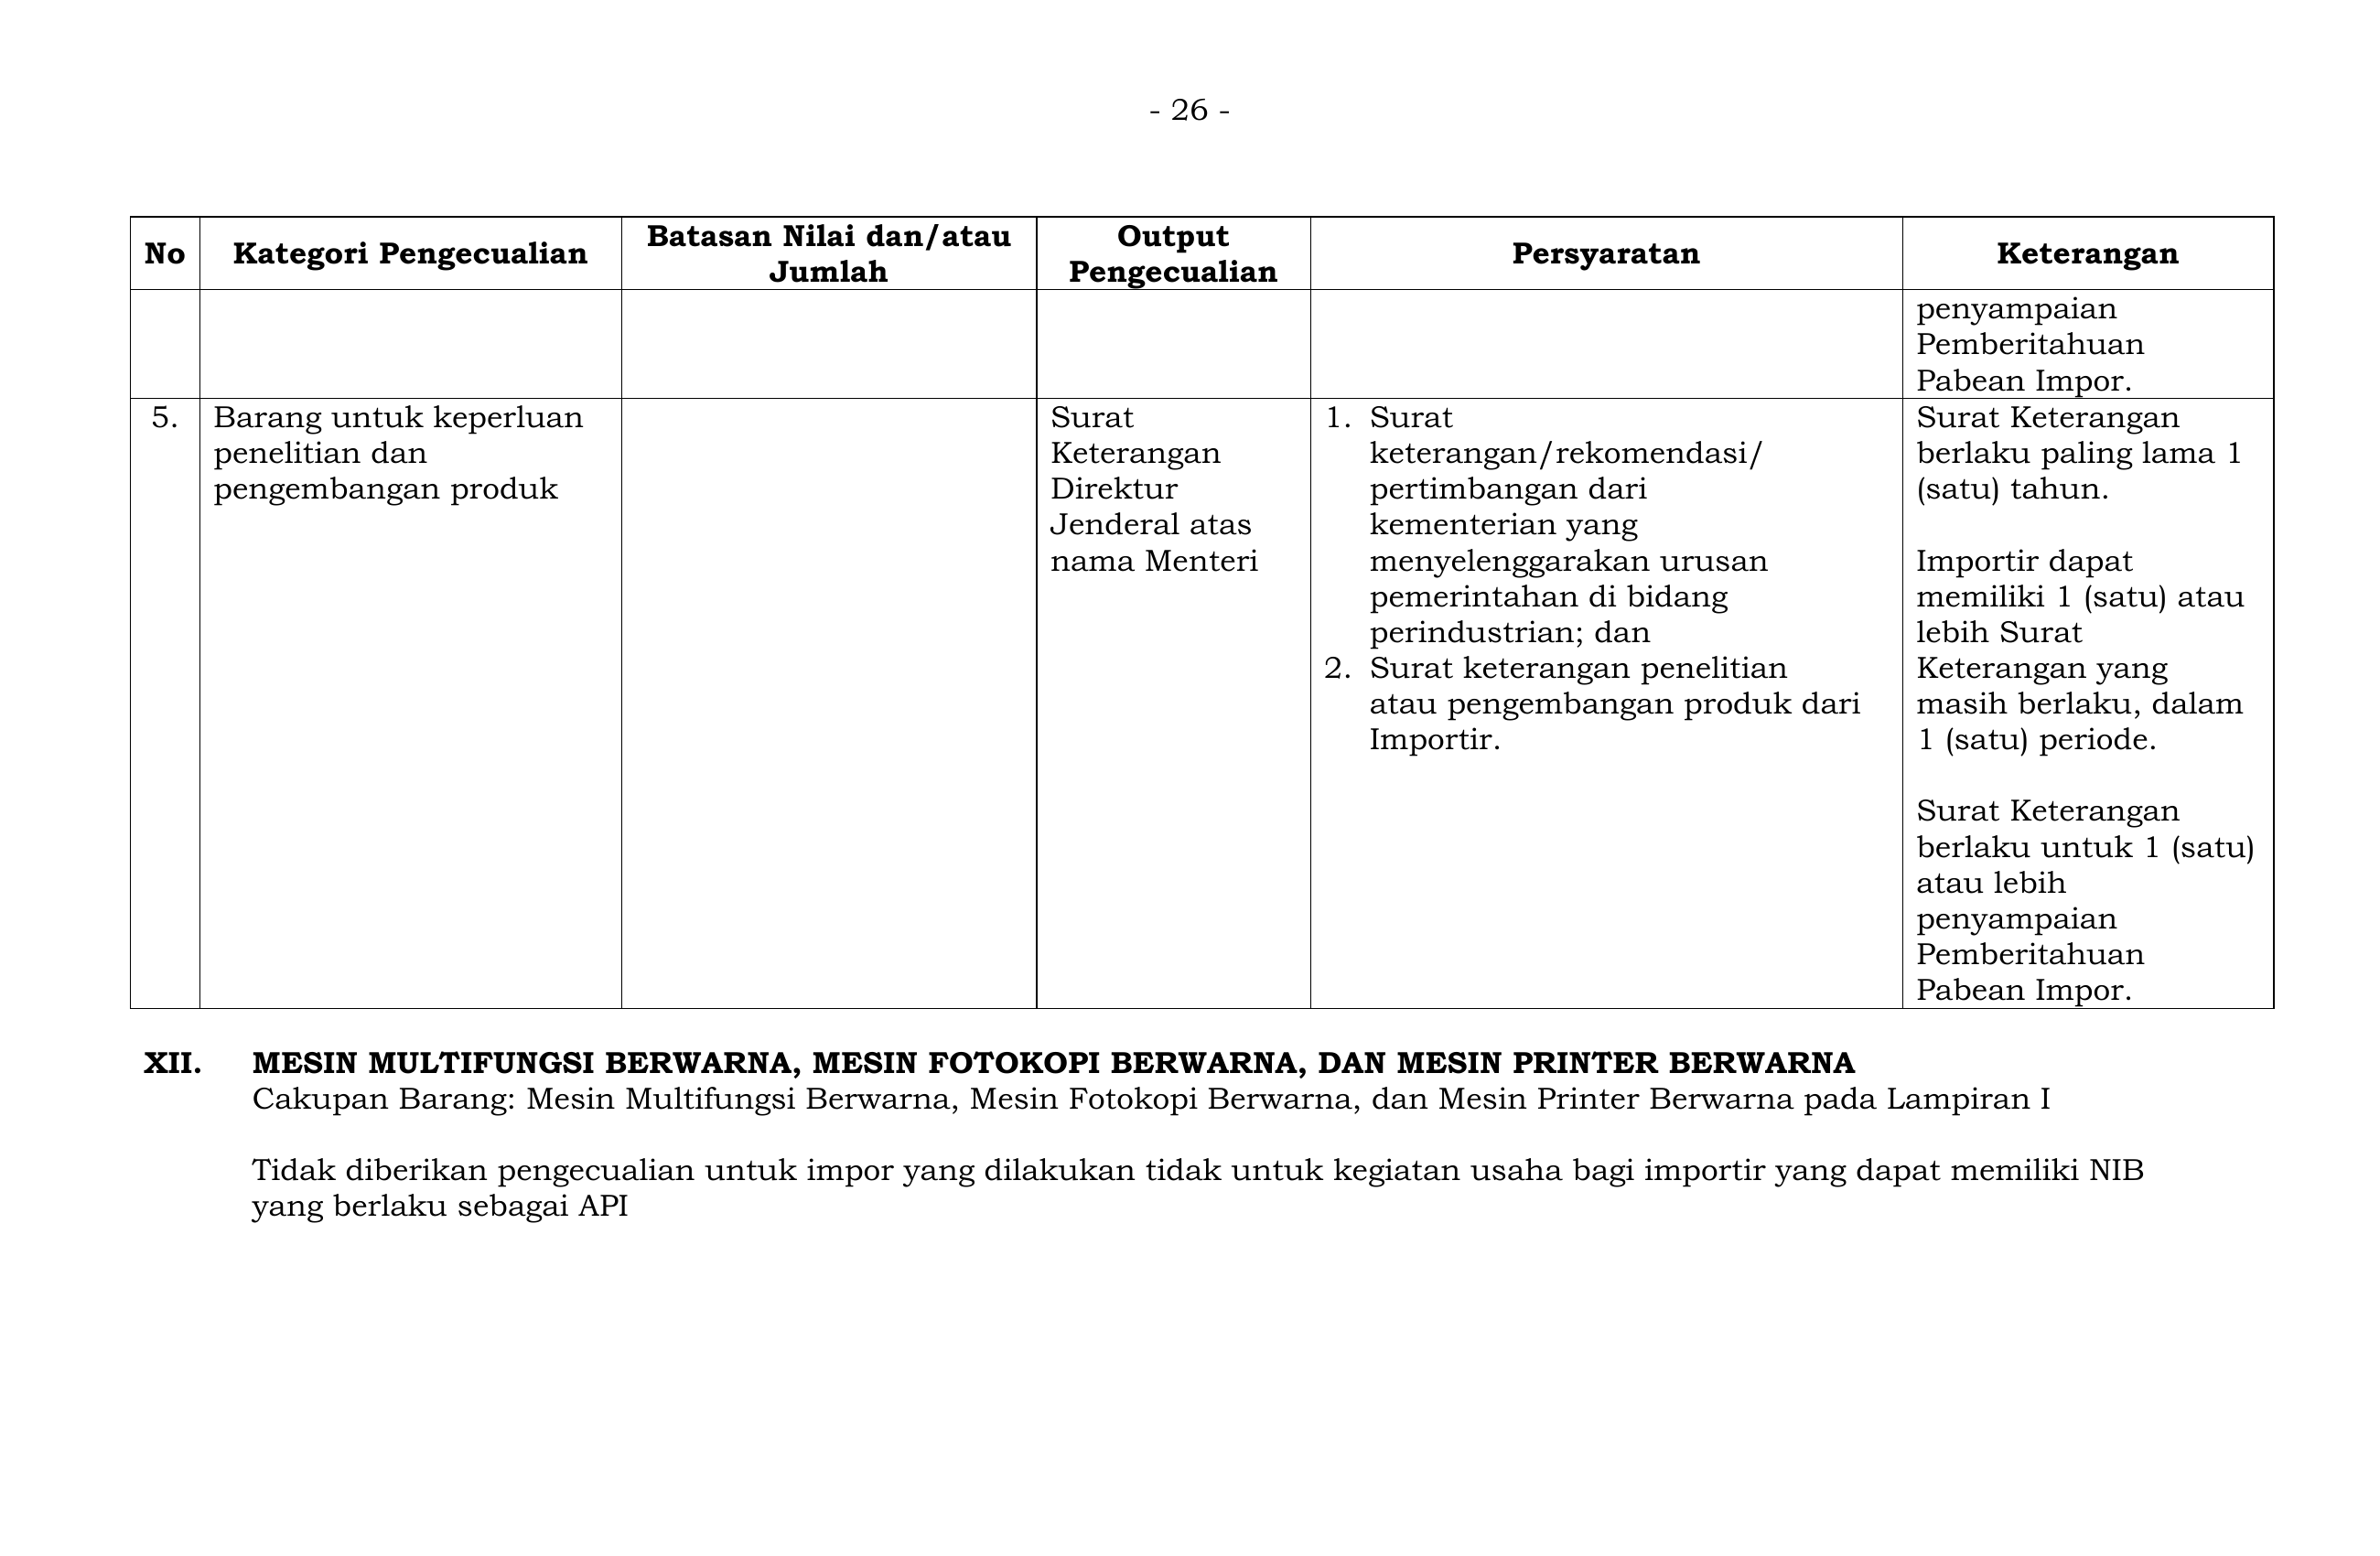 - 26 -
No
Kategori Pengecualian
Batasan Nilai dan/atau
Jumlah
Output
Pengecualian
Persyaratan
Keterangan
penyampaian
Pemberitahuan
Pabean Impor.
5.
Barang untuk keperluan
penelitian dan
pengembangan produk
Surat
Keterangan
Direktur
Jenderal atas
nama Menteri
1. Surat
keterangan/rekomendasi/
pertimbangan dari
kementerian yang
menyelenggarakan urusan
pemerintahan di bidang
perindustrian; dan
2. Surat keterangan penelitian
atau pengembangan produk dari
Importir.
Surat Keterangan
berlaku paling lama 1
(satu) tahun.
Importir dapat
memiliki 1 (satu) atau
lebih Surat
Keterangan yang
masih berlaku, dalam
1 (satu) periode.
Surat Keterangan
berlaku untuk 1 (satu)
atau lebih
penyampaian
Pemberitahuan
Pabean Impor.
XII. MESIN MULTIFUNGSI BERWARNA, MESIN FOTOKOPI BERWARNA, DAN MESIN PRINTER BERWARNA
Cakupan Barang: Mesin Multifungsi Berwarna, Mesin Fotokopi Berwarna, dan Mesin Printer Berwarna pada Lampiran I
Tidak diberikan pengecualian untuk impor yang dilakukan tidak untuk kegiatan usaha bagi importir yang dapat memiliki NIB
yang berlaku sebagai API